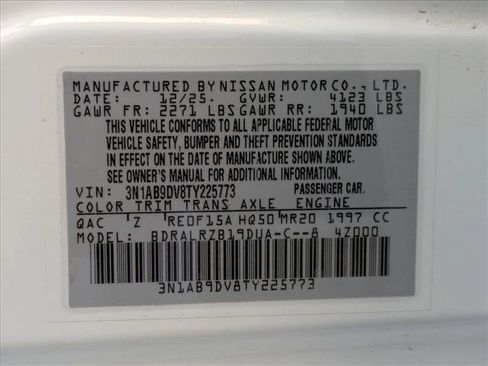 MANUFACTURED BY NISSAN MOTOR CO., LTD.
DATE: 12/25. GVWR: 4123 LBS
GAWR FR: 2271 LBS GAWR RR: 1940 LBS
THIS VEHICLE CONFORMS TO ALL APPLICABLE FEDERAL MOTOR
VEHICLE SAFETY, BUMPER AND THEFT PREVENTION STANDARDS
IN EFFECT ON THE DATE OF MANUFACTURE SHOWN ABOVE.
SEE OWNER'S MANUAL FOR ADDITIONAL INFORMATION.
VIN: 3N1AB9DV8TY225773 PASSENGER CAR.
COLOR TRIM TRANS AXLE ENGINE
QAC Z RE0F15A HQ50 MR20 1997 CC
MODEL: BDRALRZB19DUA-C--8 4Z000
3N1AB9DV8TY225773